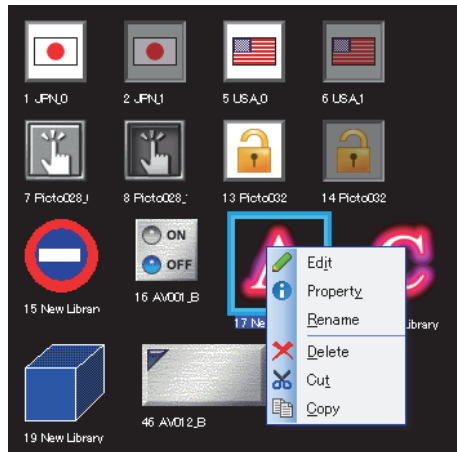 1 JPN_0
2 JPN_1
5 USA_0
6 USA_1
7 Picto028_
8 Picto028_
13 Picto032
14 Picto032
ON
OFF
A
C
15 New Libran
16 AV001_B
17 Ne
ibrary
Edit
Property
Rename
Delete
Cut
Copy
19 New Library
46 AV012_B